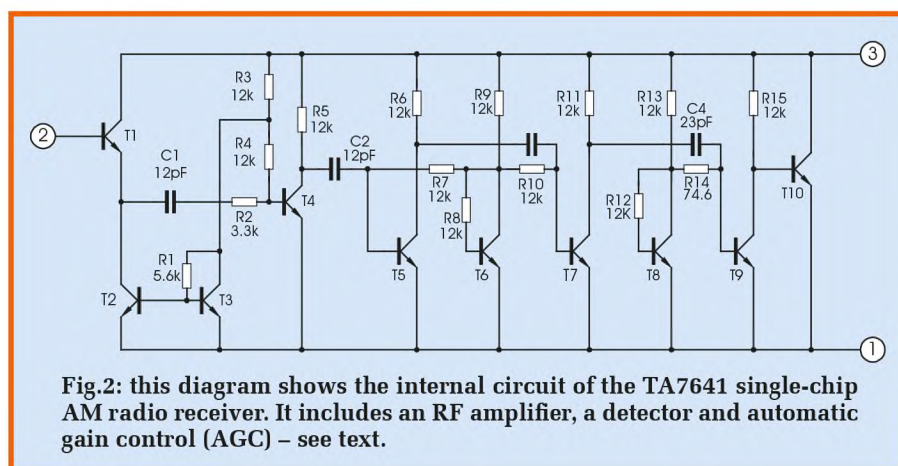 3
R3
12k
R5
12k
R6
12k
R9
12k
R11
12k
R13
12k
C4
23pF
R15
12k
2
T1
R4
12k
C2
12pF
C1
12pF
R7
12k
R10
12k
R14
74.6
T10
R2
3.3k
T4
R8
12k
R12
12K
R1
5.6k
T5
T6
T7
T8
T9
T2
T3
1
Fig.2: this diagram shows the internal circuit of the TA7641 single-chip
AM radio receiver. It includes an RF amplifier, a detector and automatic
gain control (AGC) – see text.